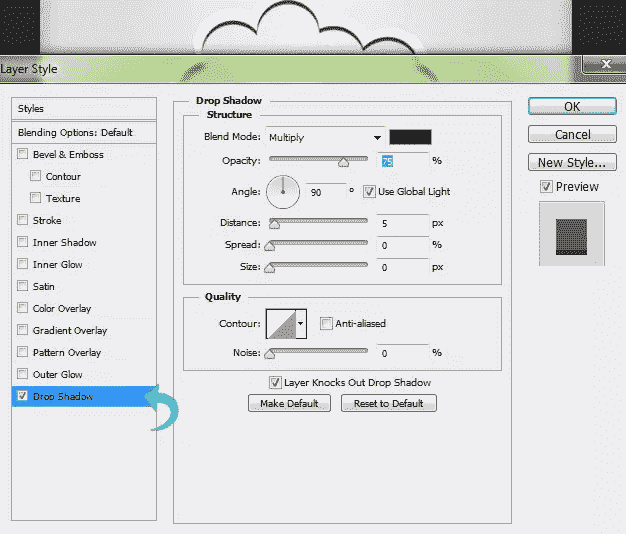 Layer Style
Styles
Blending Options: Default
Bevel & Emboss
Contour
Texture
Stroke
Inner Shadow
Inner Glow
Satin
Color Overlay
Gradient Overlay
Pattern Overlay
Outer Glow
Drop Shadow
Drop Shadow
Structure
Blend Mode: Multiply
Opacity: 75 %
Angle: 90 ° Use Global Light
Distance: 5 px
Spread: 0 %
Size: 0 px
Quality
Contour: Anti-aliased
Noise: 0 %
Layer Knocks Out Drop Shadow
Make Default Reset to Default
OK
Cancel
New Style...
Preview